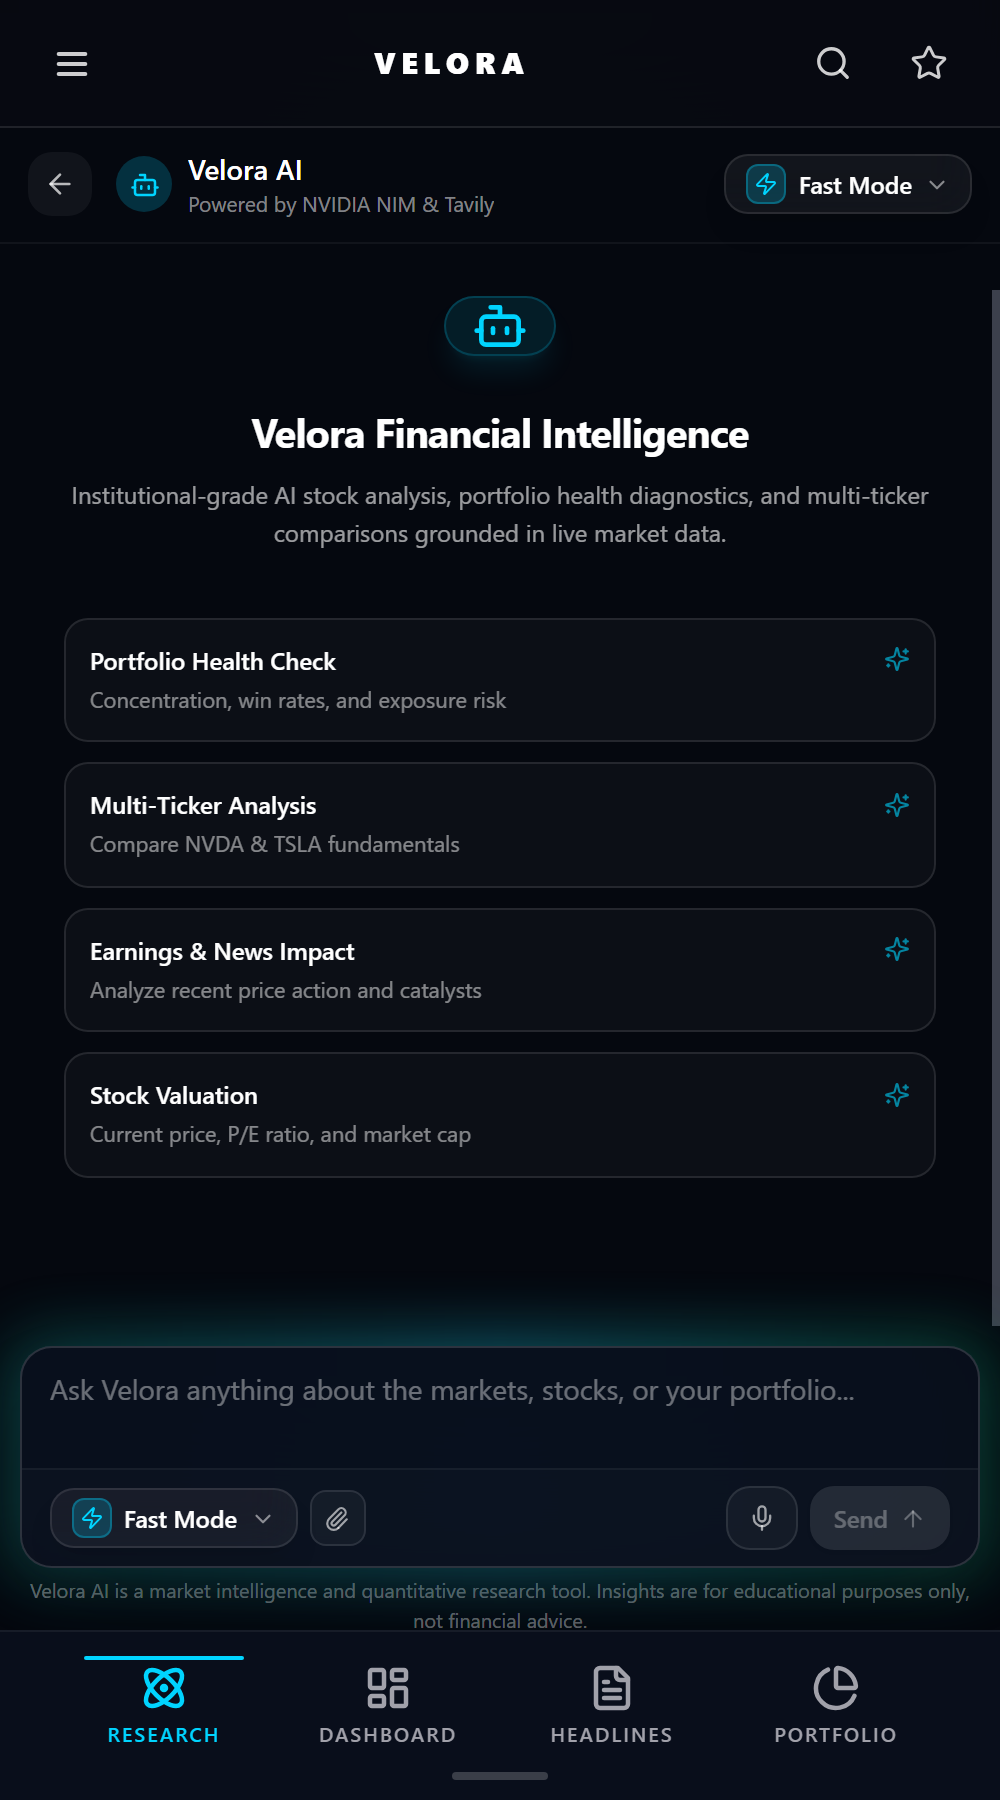 VELORA
Velora AI
Powered by NVIDIA NIM & Tavily
Fast Mode
Velora Financial Intelligence
Institutional-grade AI stock analysis, portfolio health diagnostics, and multi-ticker
comparisons grounded in live market data.
Portfolio Health Check
Concentration, win rates, and exposure risk
Multi-Ticker Analysis
Compare NVDA & TSLA fundamentals
Earnings & News Impact
Analyze recent price action and catalysts
Stock Valuation
Current price, P/E ratio, and market cap
Ask Velora anything about the markets, stocks, or your portfolio...
Fast Mode
Send
Velora AI is a market intelligence and quantitative research tool. Insights are for educational purposes only,
not financial advice.
RESEARCH
DASHBOARD
HEADLINES
PORTFOLIO